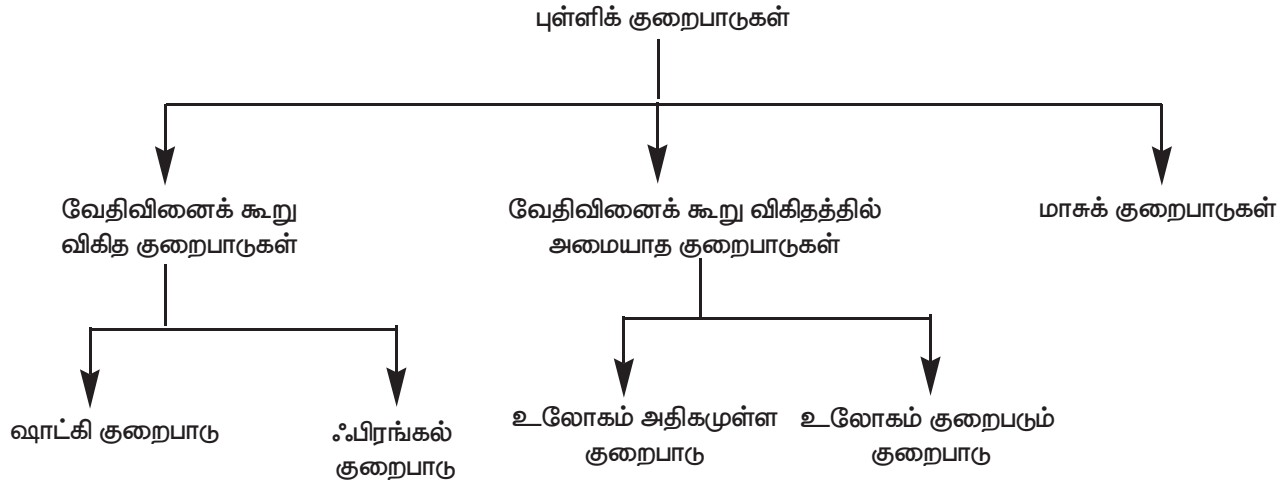 புள்ளிக் குறைபாடுகள்
வேதிவினைக் கூறு
விகித குறைபாடுகள்
வேதிவினைக் கூறு விகிதத்தில்
அமையாத குறைபாடுகள்
மாசுக் குறைபாடுகள்
ஷாட்கி குறைபாடு
ஃபிரங்கல்
குறைபாடு
உலோகம் அதிகமுள்ள
குறைபாடு
உலோகம் குறைபடும்
குறைபாடு